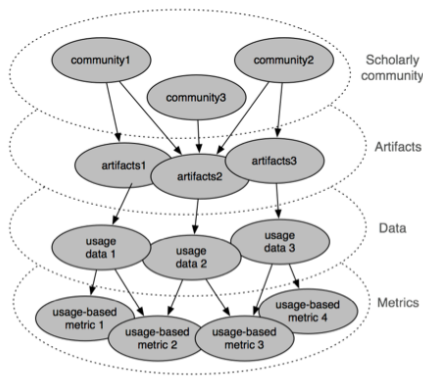 community1
community2
Scholarly
community
community3
Artifacts
artifacts1
artifacts2
artifacts3
usage
data 1
usage
data 2
usage
data 3
Data
usage-based
metric 1
usage-based
metric 2
usage-based
metric 3
usage-based
metric 4
Metrics